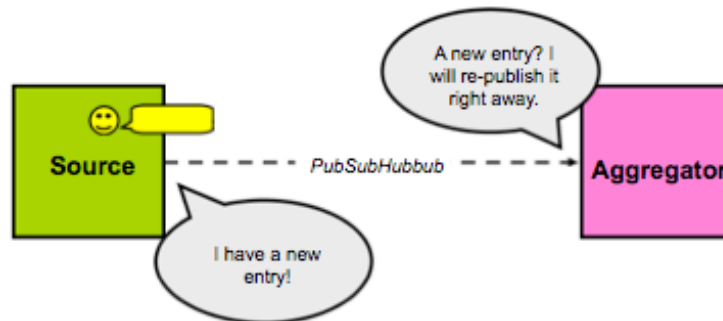 A new entry? I
will re-publish it
right away.
Source
PubSubHubbub
Aggregator
I have a new
entry!